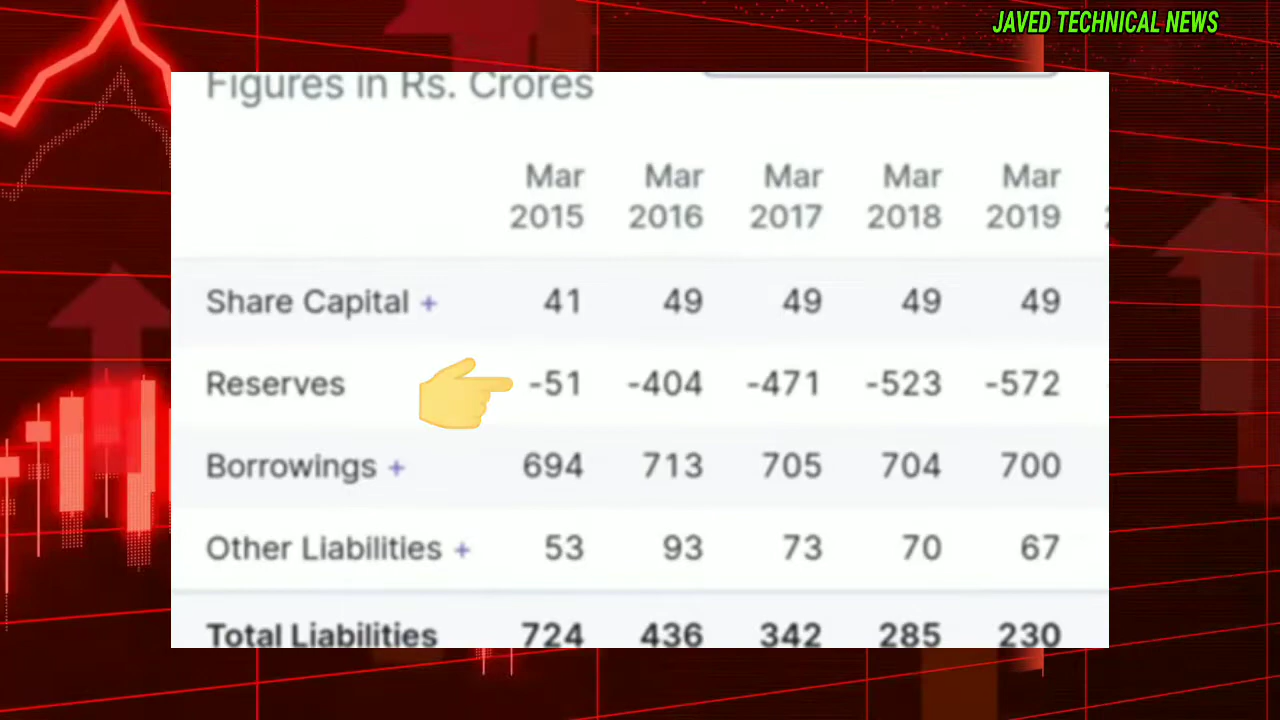 JAVED TECHNICAL NEWS
Figures in Rs. Crores
Mar Mar Mar Mar Mar
2015 2016 2017 2018 2019
Share Capital + 41 49 49 49 49
Reserves -51 -404 -471 -523 -572
Borrowings + 694 713 705 704 700
Other Liabilities + 53 93 73 70 67
Total Liabilities 724 436 342 285 230